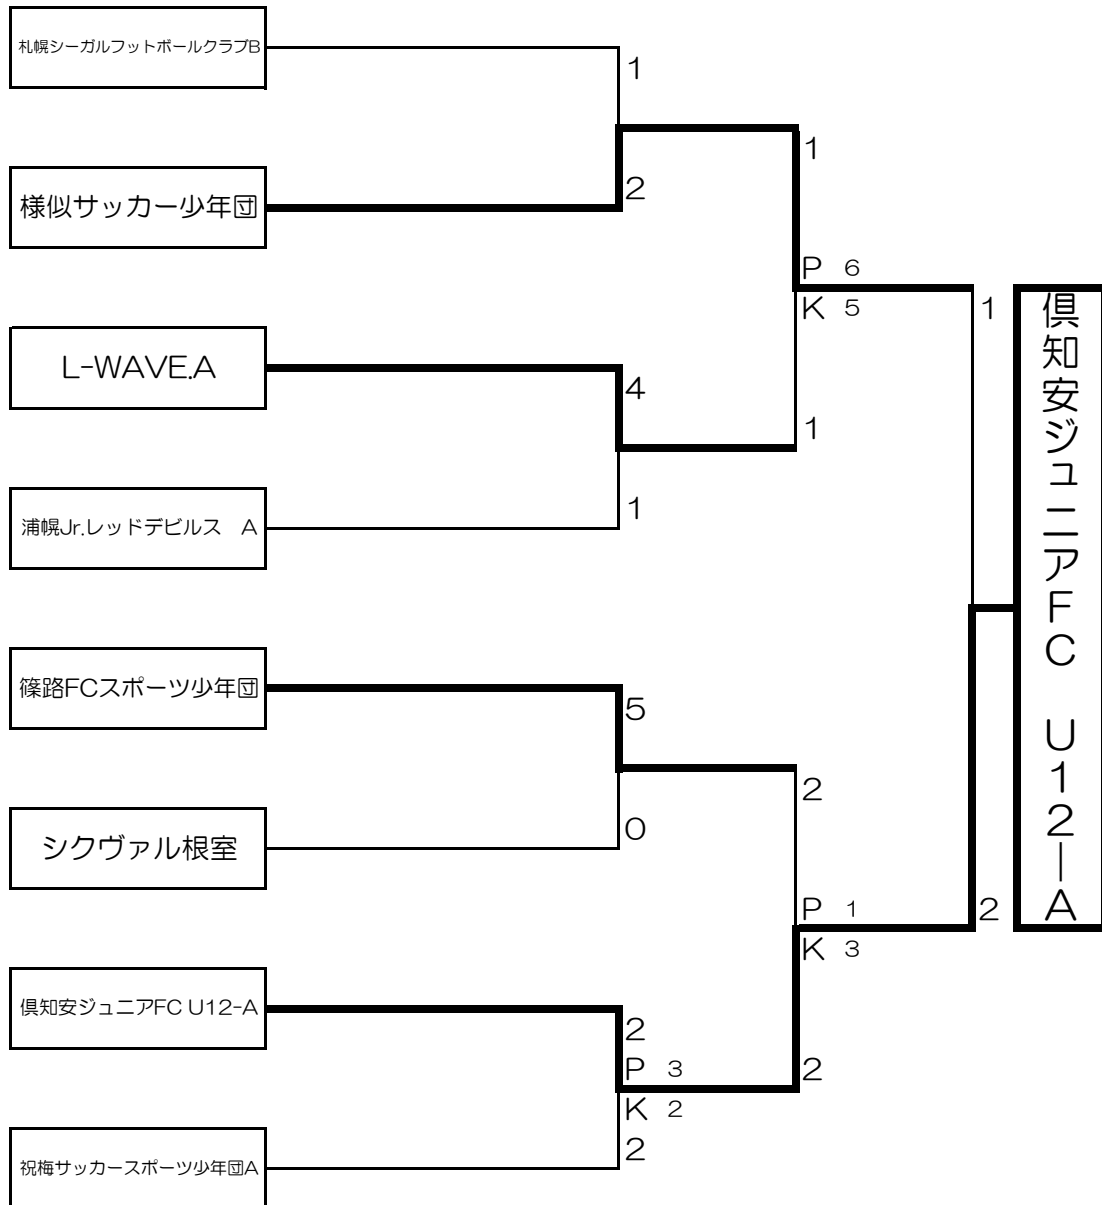 札幌シーガルフットボールクラブB
1
1
様似サッカー少年団
2
P 6
K 5
1
L-WAVE.A
4
1
浦幌Jr.レッドデビルス　A
1
篠路FCスポーツ少年団
5
2
シクヴァル根室
0
P 1
K 3
2
倶知安ジュニアFC U12-A
2
P 3
K 2
2
2
祝梅サッカースポーツ少年団A
倶知安ジュニアFC　U12―A